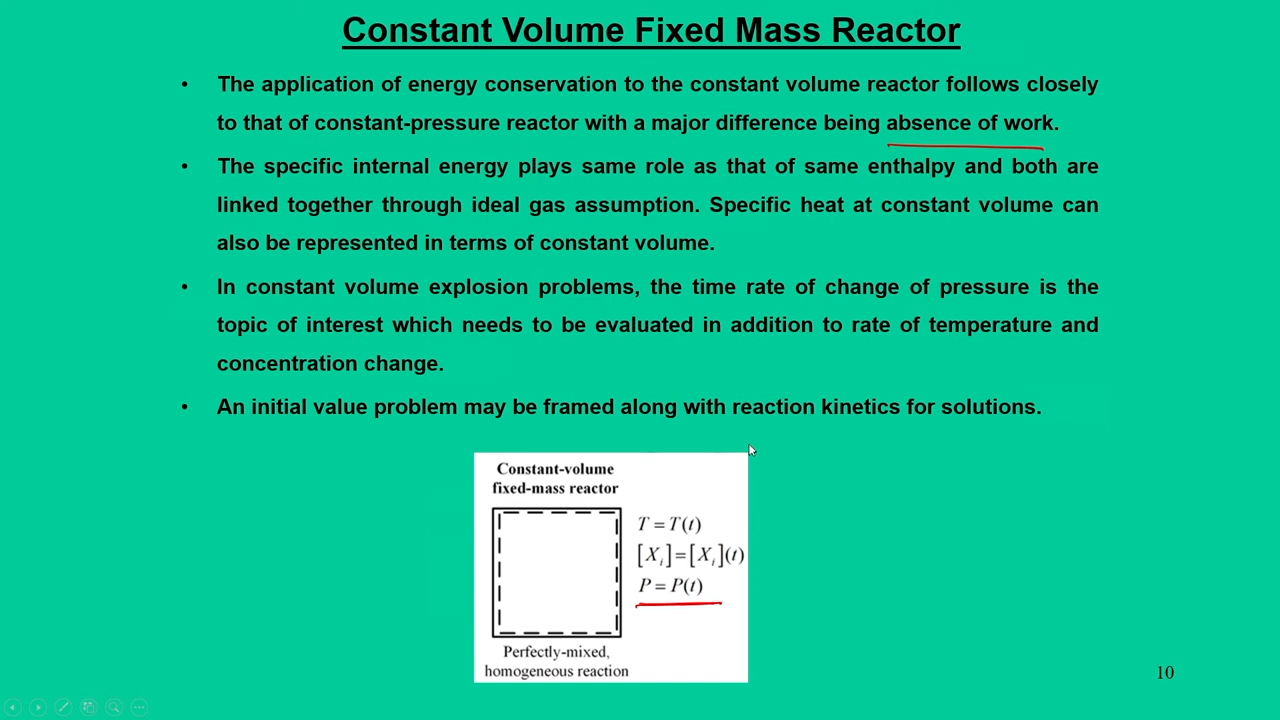 Constant Volume Fixed Mass Reactor
• The application of energy conservation to the constant volume reactor follows closely
to that of constant-pressure reactor with a major difference being absence of work.
• The specific internal energy plays same role as that of same enthalpy and both are
linked together through ideal gas assumption. Specific heat at constant volume can
also be represented in terms of constant volume.
• In constant volume explosion problems, the time rate of change of pressure is the
topic of interest which needs to be evaluated in addition to rate of temperature and
concentration change.
• An initial value problem may be framed along with reaction kinetics for solutions.
Constant-volume
fixed-mass reactor
T = T(t)
[Xᵢ] = [Xᵢ](t)
P = P(t)
Perfectly-mixed,
homogeneous reaction
10